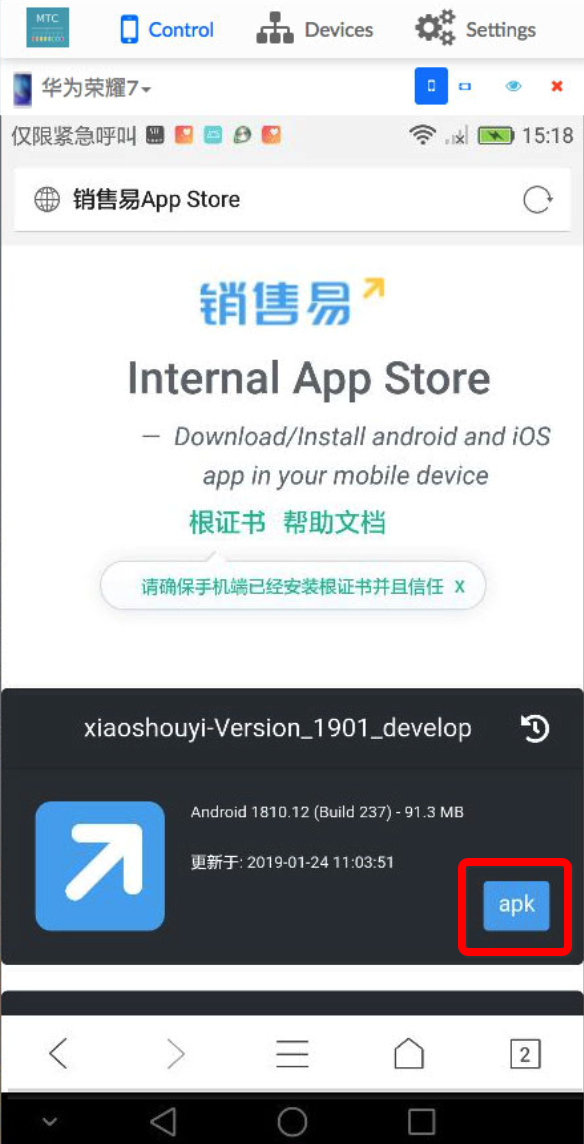 MTC
Control
Devices
Settings
华为荣耀7
仅限紧急呼叫
15:18
销售易App Store
销售易
Internal App Store
— Download/Install android and iOS
app in your mobile device
根证书 帮助文档
请确保手机端已经安装根证书并且信任 x
xiaoshouyi-Version_1901_develop
Android 1810.12 (Build 237) - 91.3 MB
更新于: 2019-01-24 11:03:51
apk
2